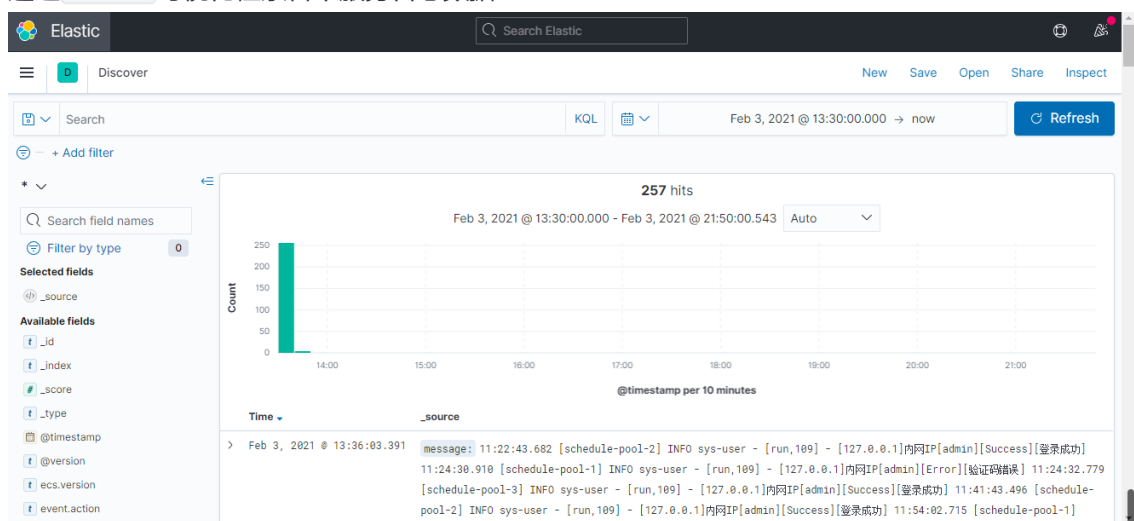 Elastic
Search Elastic
D
Discover
New Save Open Share Inspect
Search
KQL
Feb 3, 2021 @ 13:30:00.000 → now
Refresh
+ Add filter
*
257 hits
Search field names
Feb 3, 2021 @ 13:30:00.000 - Feb 3, 2021 @ 21:50:00.543 Auto
Filter by type 0
Selected fields
_source
Available fields
t _id
t _index
# _score
t _type
@timestamp
t @version
t ecs.version
t event.action
Count
250
200
150
100
50
0
14:00 15:00 16:00 17:00 18:00 19:00 20:00 21:00
@timestamp per 10 minutes
Time _source
Feb 3, 2021 @ 13:36:03.391
message: 11:22:43.682 [schedule-pool-2] INFO sys-user - [run,109] - [127.0.0.1]内网IP[admin][Success][登录成功]
11:24:30.910 [schedule-pool-1] INFO sys-user - [run,109] - [127.0.0.1]内网IP[admin][Error][验证码错误] 11:24:32.779
[schedule-pool-3] INFO sys-user - [run,109] - [127.0.0.1]内网IP[admin][Success][登录成功] 11:41:43.496 [schedule-
pool-2] INFO sys-user - [run,109] - [127.0.0.1]内网IP[admin][Success][登录成功] 11:54:02.715 [schedule-pool-1]